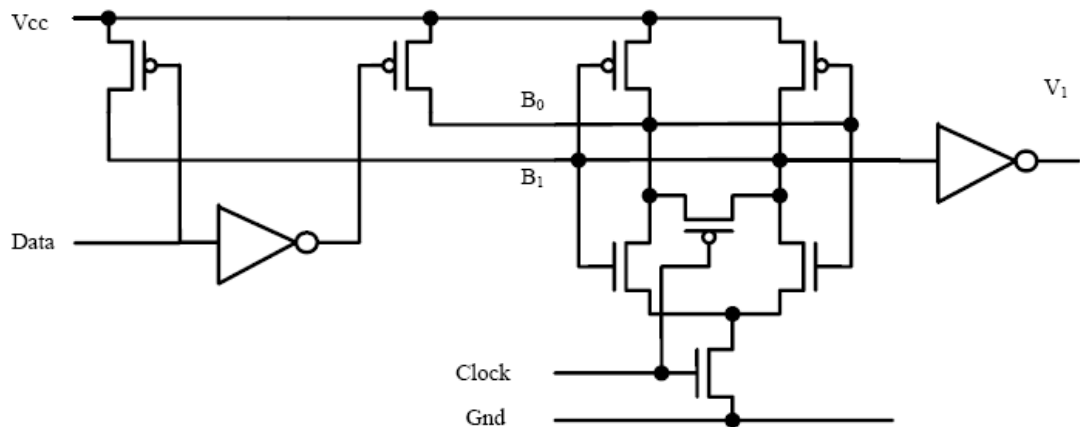 Vcc
V₁
B₀
B₁
Data
Clock
Gnd